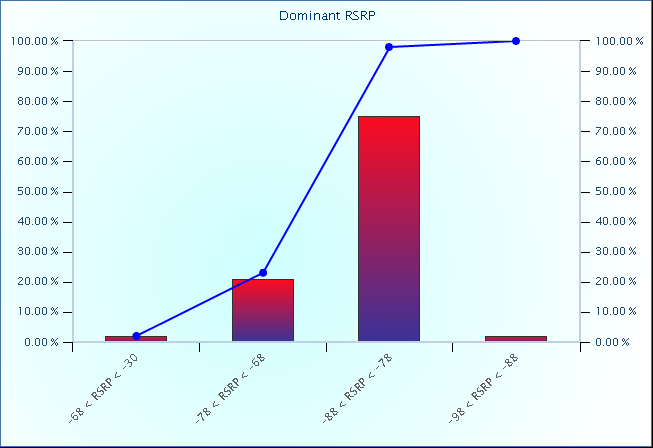 Dominant RSRP
100.00 % 100.00 %
90.00 % 90.00 %
80.00 % 80.00 %
70.00 % 70.00 %
60.00 % 60.00 %
50.00 % 50.00 %
40.00 % 40.00 %
30.00 % 30.00 %
20.00 % 20.00 %
10.00 % 10.00 %
0.00 % 0.00 %
-68 < RSRP < -30
-78 < RSRP < -68
-88 < RSRP < -78
-98 < RSRP < -88